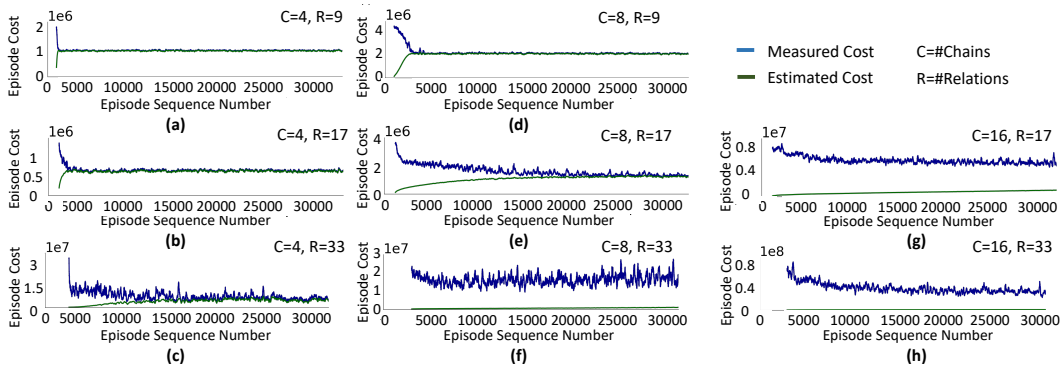 1e6
C=4, R=9
Episode Cost
2
1
0
0 5000 10000 15000 20000 25000 30000
Episode Sequence Number
(a)
1e6
C=8, R=9
Episode Cost
6
4
2
0
0 5000 10000 15000 20000 25000 30000
Episode Sequence Number
(d)
Measured Cost C=#Chains
Estimated Cost R=#Relations
1e6
C=4, R=17
Episode Cost
1
0.5
0
0 5000 10000 15000 20000 25000 30000
Episode Sequence Number
(b)
1e6
C=8, R=17
Episode Cost
4
2
0
0 5000 10000 15000 20000 25000 30000
Episode Sequence Number
(e)
1e7
C=16, R=17
Episode Cost
0.8
0.4
0
0 5000 10000 15000 20000 25000 30000
Episode Sequence Number
(g)
1e7
C=4, R=33
Episode Cost
3
1.5
0
0 5000 10000 15000 20000 25000 30000
Episode Sequence Number
(c)
1e7
C=8, R=33
Episode Cost
3
2
1
0
0 5000 10000 15000 20000 25000 30000
Episode Sequence Number
(f)
1e8
C=16, R=33
Episode Cost
0.8
0.4
0
0 5000 10000 15000 20000 25000 30000
Episode Sequence Number
(h)